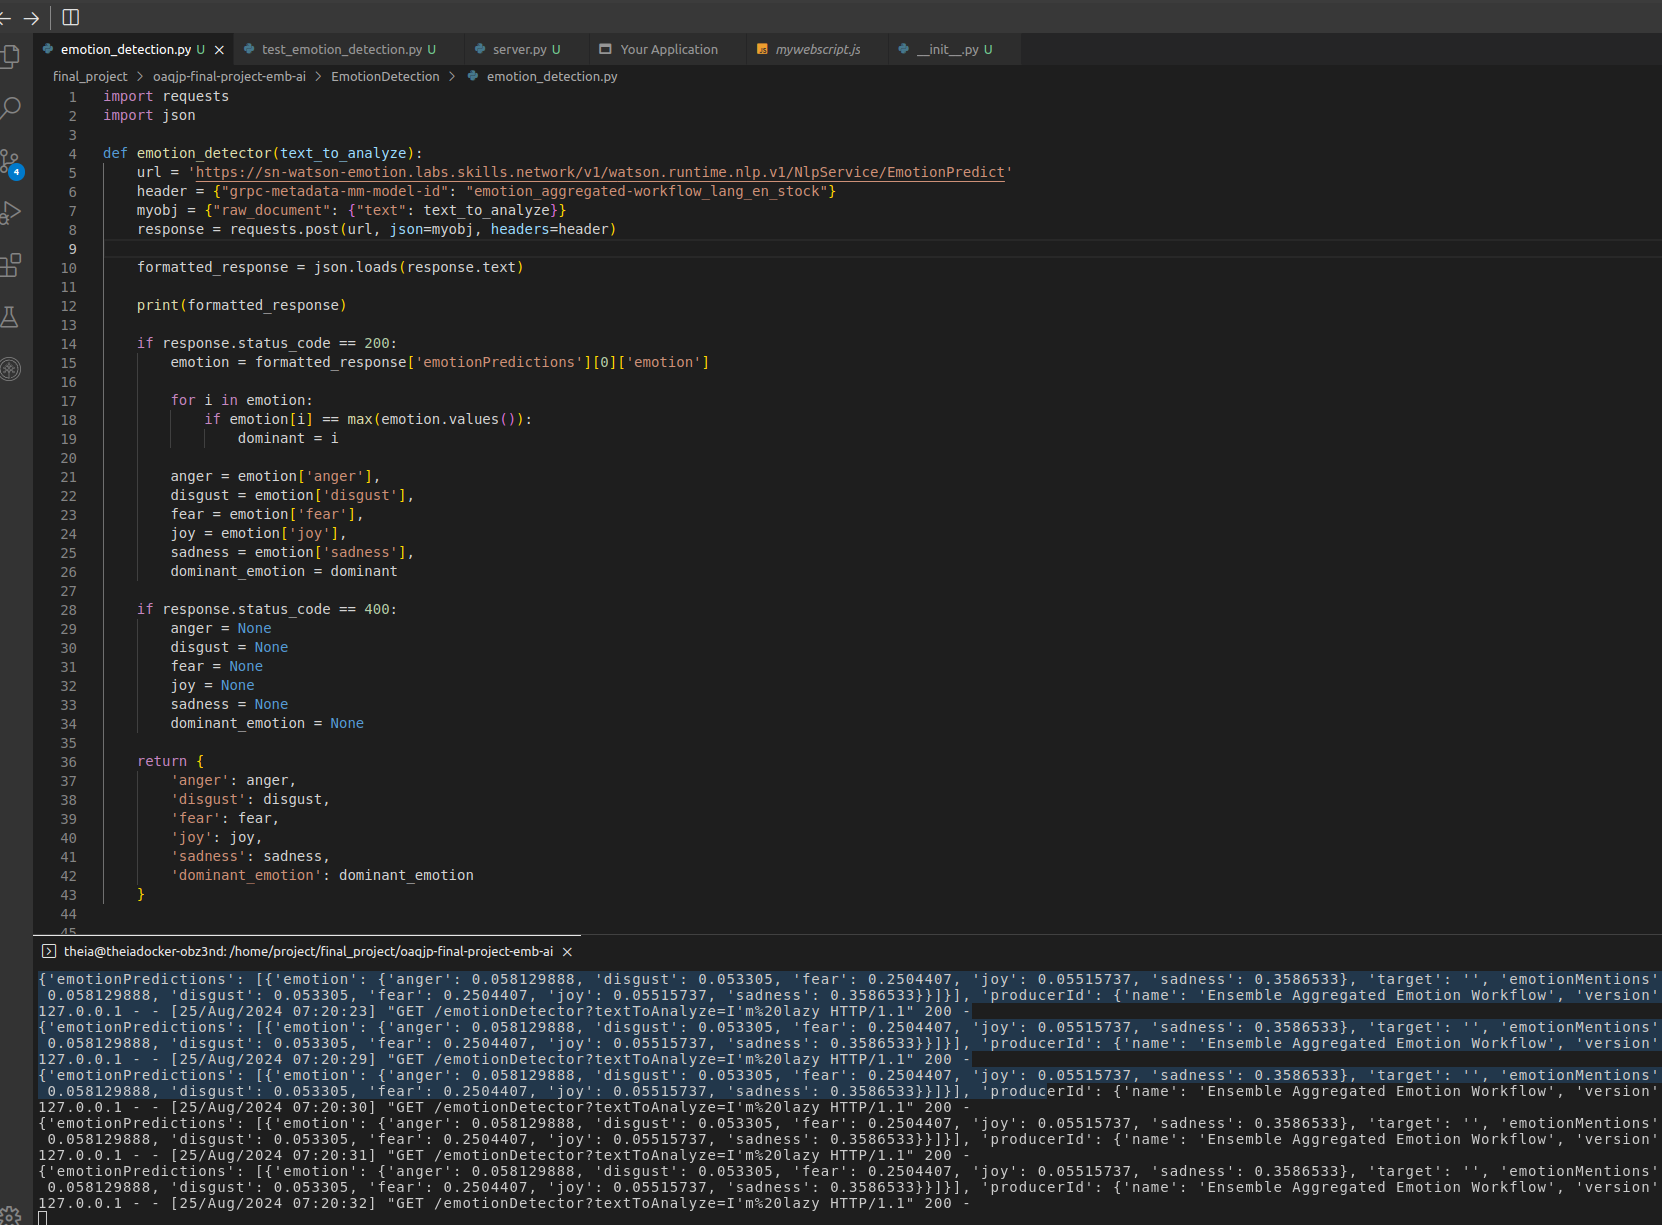 emotion_detection.py U ×
test_emotion_detection.py U
server.py U
Your Application
JS mywebscript.js
__init__.py U
final_project > oaqjp-final-project-emb-ai > EmotionDetection > emotion_detection.py
4
1 import requests
2 import json
3
4 def emotion_detector(text_to_analyze):
5     url = 'https://sn-watson-emotion.labs.skills.network/v1/watson.runtime.nlp.v1/NlpService/EmotionPredict'
6     header = {"grpc-metadata-mm-model-id": "emotion_aggregated-workflow_lang_en_stock"}
7     myobj = {"raw_document": {"text": text_to_analyze}}
8     response = requests.post(url, json=myobj, headers=header)
9
10     formatted_response = json.loads(response.text)
11
12     print(formatted_response)
13
14     if response.status_code == 200:
15         emotion = formatted_response['emotionPredictions'][0]['emotion']
16
17         for i in emotion:
18             if emotion[i] == max(emotion.values()):
19                 dominant = i
20
21         anger = emotion['anger'],
22         disgust = emotion['disgust'],
23         fear = emotion['fear'],
24         joy = emotion['joy'],
25         sadness = emotion['sadness'],
26         dominant_emotion = dominant
27
28     if response.status_code == 400:
29         anger = None
30         disgust = None
31         fear = None
32         joy = None
33         sadness = None
34         dominant_emotion = None
35
36     return {
37         'anger': anger,
38         'disgust': disgust,
39         'fear': fear,
40         'joy': joy,
41         'sadness': sadness,
42         'dominant_emotion': dominant_emotion
43     }
44
45
theia@theiadocker-obz3nd: /home/project/final_project/oaqjp-final-project-emb-ai ×
{'emotionPredictions': [{'emotion': {'anger': 0.058129888, 'disgust': 0.053305, 'fear': 0.2504407, 'joy': 0.05515737, 'sadness': 0.3586533}, 'target': '', 'emotionMentions'
 0.058129888, 'disgust': 0.053305, 'fear': 0.2504407, 'joy': 0.05515737, 'sadness': 0.3586533}}]}], 'producerId': {'name': 'Ensemble Aggregated Emotion Workflow', 'version'
127.0.0.1 - - [25/Aug/2024 07:20:23] "GET /emotionDetector?textToAnalyze=I'm%20lazy HTTP/1.1" 200 -
{'emotionPredictions': [{'emotion': {'anger': 0.058129888, 'disgust': 0.053305, 'fear': 0.2504407, 'joy': 0.05515737, 'sadness': 0.3586533}, 'target': '', 'emotionMentions'
 0.058129888, 'disgust': 0.053305, 'fear': 0.2504407, 'joy': 0.05515737, 'sadness': 0.3586533}}]}], 'producerId': {'name': 'Ensemble Aggregated Emotion Workflow', 'version'
127.0.0.1 - - [25/Aug/2024 07:20:29] "GET /emotionDetector?textToAnalyze=I'm%20lazy HTTP/1.1" 200 -
{'emotionPredictions': [{'emotion': {'anger': 0.058129888, 'disgust': 0.053305, 'fear': 0.2504407, 'joy': 0.05515737, 'sadness': 0.3586533}, 'target': '', 'emotionMentions'
 0.058129888, 'disgust': 0.053305, 'fear': 0.2504407, 'joy': 0.05515737, 'sadness': 0.3586533}}]}], 'producerId': {'name': 'Ensemble Aggregated Emotion Workflow', 'version'
127.0.0.1 - - [25/Aug/2024 07:20:30] "GET /emotionDetector?textToAnalyze=I'm%20lazy HTTP/1.1" 200 -
{'emotionPredictions': [{'emotion': {'anger': 0.058129888, 'disgust': 0.053305, 'fear': 0.2504407, 'joy': 0.05515737, 'sadness': 0.3586533}, 'target': '', 'emotionMentions'
 0.058129888, 'disgust': 0.053305, 'fear': 0.2504407, 'joy': 0.05515737, 'sadness': 0.3586533}}]}], 'producerId': {'name': 'Ensemble Aggregated Emotion Workflow', 'version'
127.0.0.1 - - [25/Aug/2024 07:20:31] "GET /emotionDetector?textToAnalyze=I'm%20lazy HTTP/1.1" 200 -
{'emotionPredictions': [{'emotion': {'anger': 0.058129888, 'disgust': 0.053305, 'fear': 0.2504407, 'joy': 0.05515737, 'sadness': 0.3586533}, 'target': '', 'emotionMentions'
 0.058129888, 'disgust': 0.053305, 'fear': 0.2504407, 'joy': 0.05515737, 'sadness': 0.3586533}}]}], 'producerId': {'name': 'Ensemble Aggregated Emotion Workflow', 'version'
127.0.0.1 - - [25/Aug/2024 07:20:32] "GET /emotionDetector?textToAnalyze=I'm%20lazy HTTP/1.1" 200 -